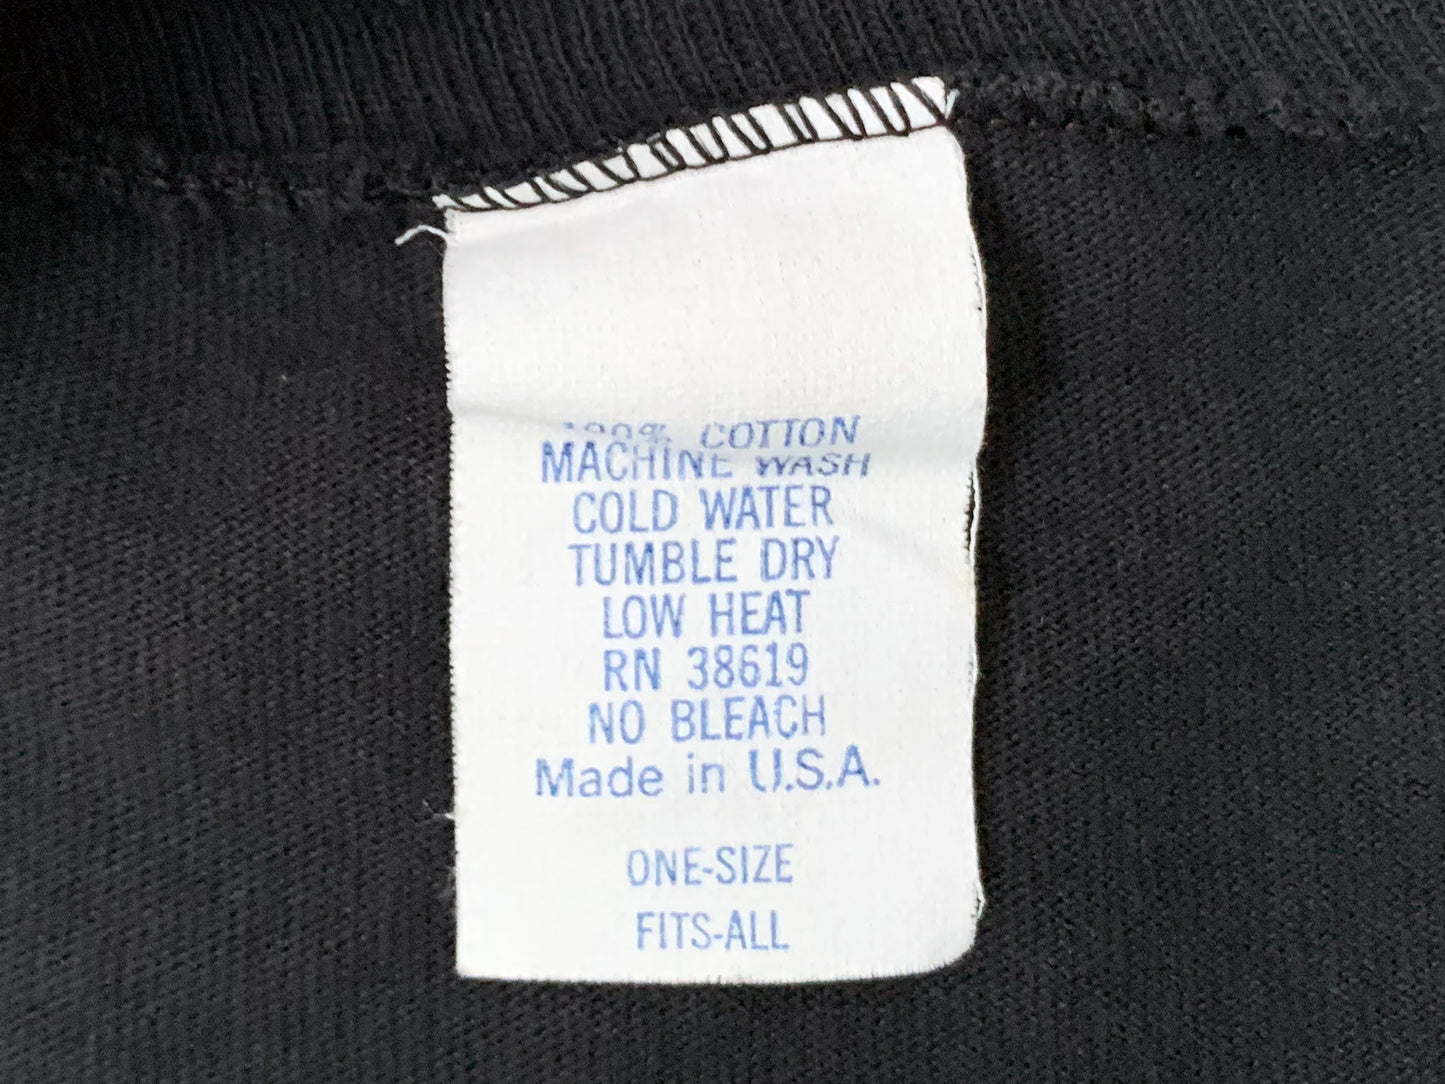 100% COTTON
MACHINE WASH
COLD WATER
TUMBLE DRY
LOW HEAT
RN 38619
NO BLEACH
Made in U.S.A.
ONE-SIZE
FITS-ALL